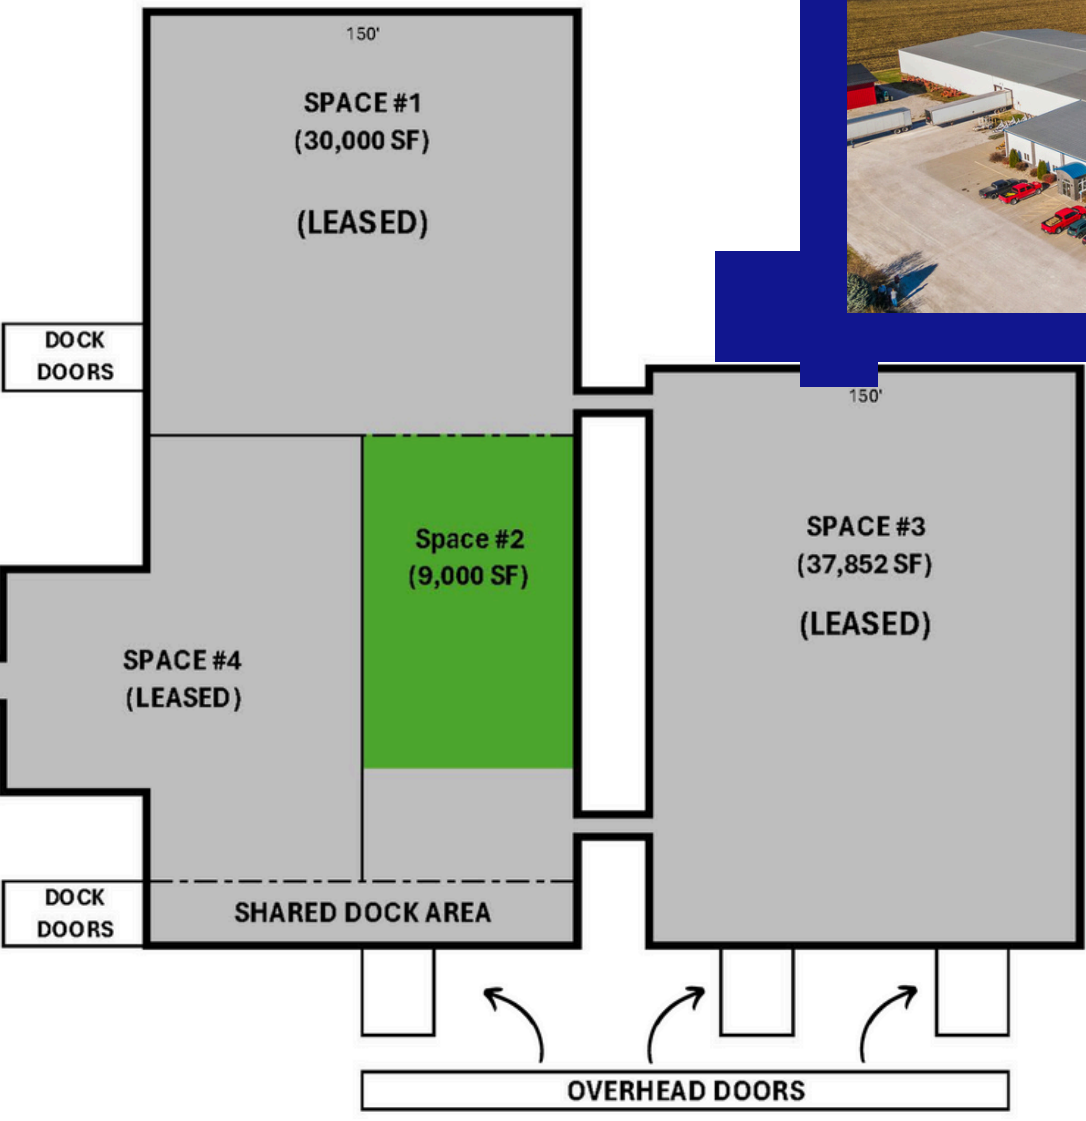 150'
SPACE #1
(30,000 SF)
(LEASED)
DOCK
DOORS
150'
Space #2
(9,000 SF)
SPACE #3
(37,852 SF)
(LEASED)
SPACE #4
(LEASED)
DOCK
DOORS
SHARED DOCK AREA
OVERHEAD DOORS